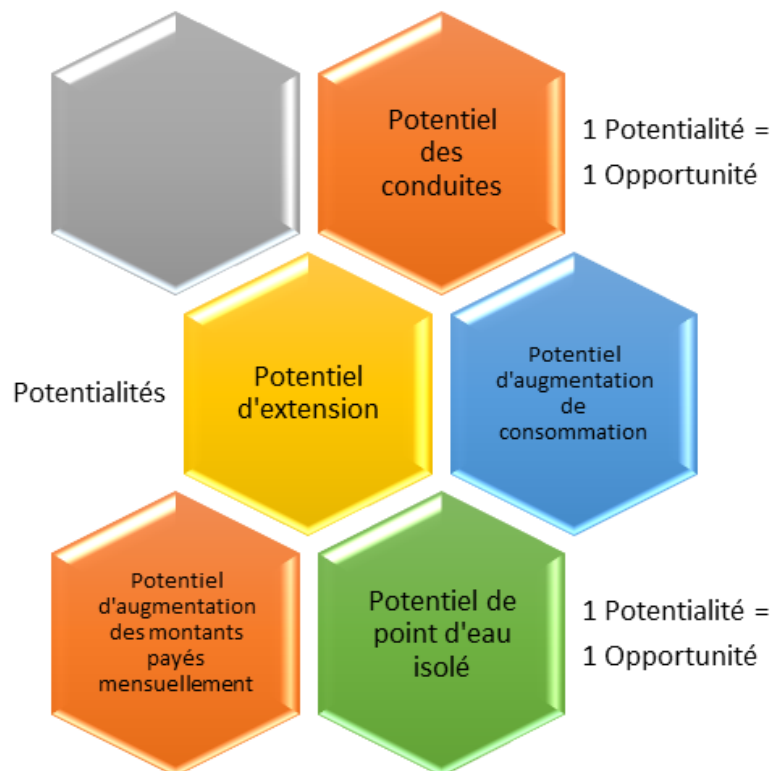 Potentiel
des
conduites
1 Potentialité =
1 Opportunité
Potentialités
Potentiel
d'extension
Potentiel
d'augmentation
de
consommation
Potentiel
d'augmentation
des montants
payés
mensuellement
Potentiel de
point d'eau
isolé
1 Potentialité =
1 Opportunité